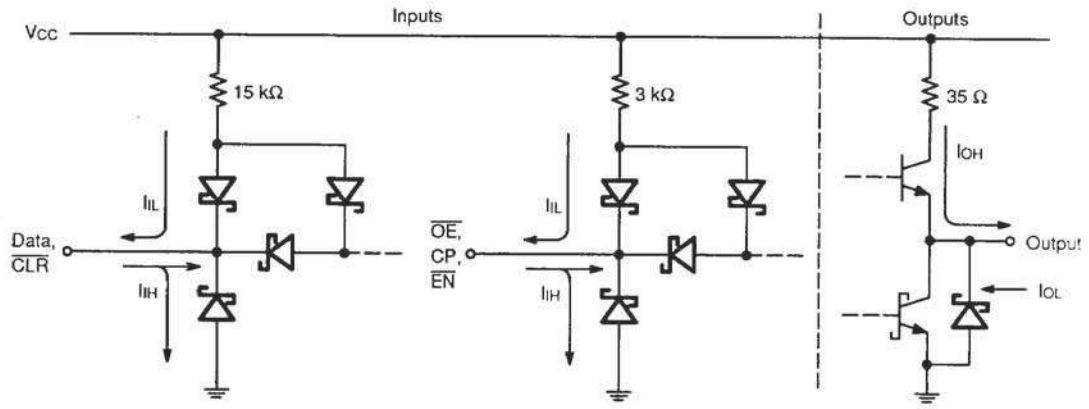 Inputs
Outputs
VCC
15 kΩ
3 kΩ
35 Ω
IOH
IIL
IIL
Data,
CLR
OE,
CP,
EN
Output
IIH
IIH
IOL